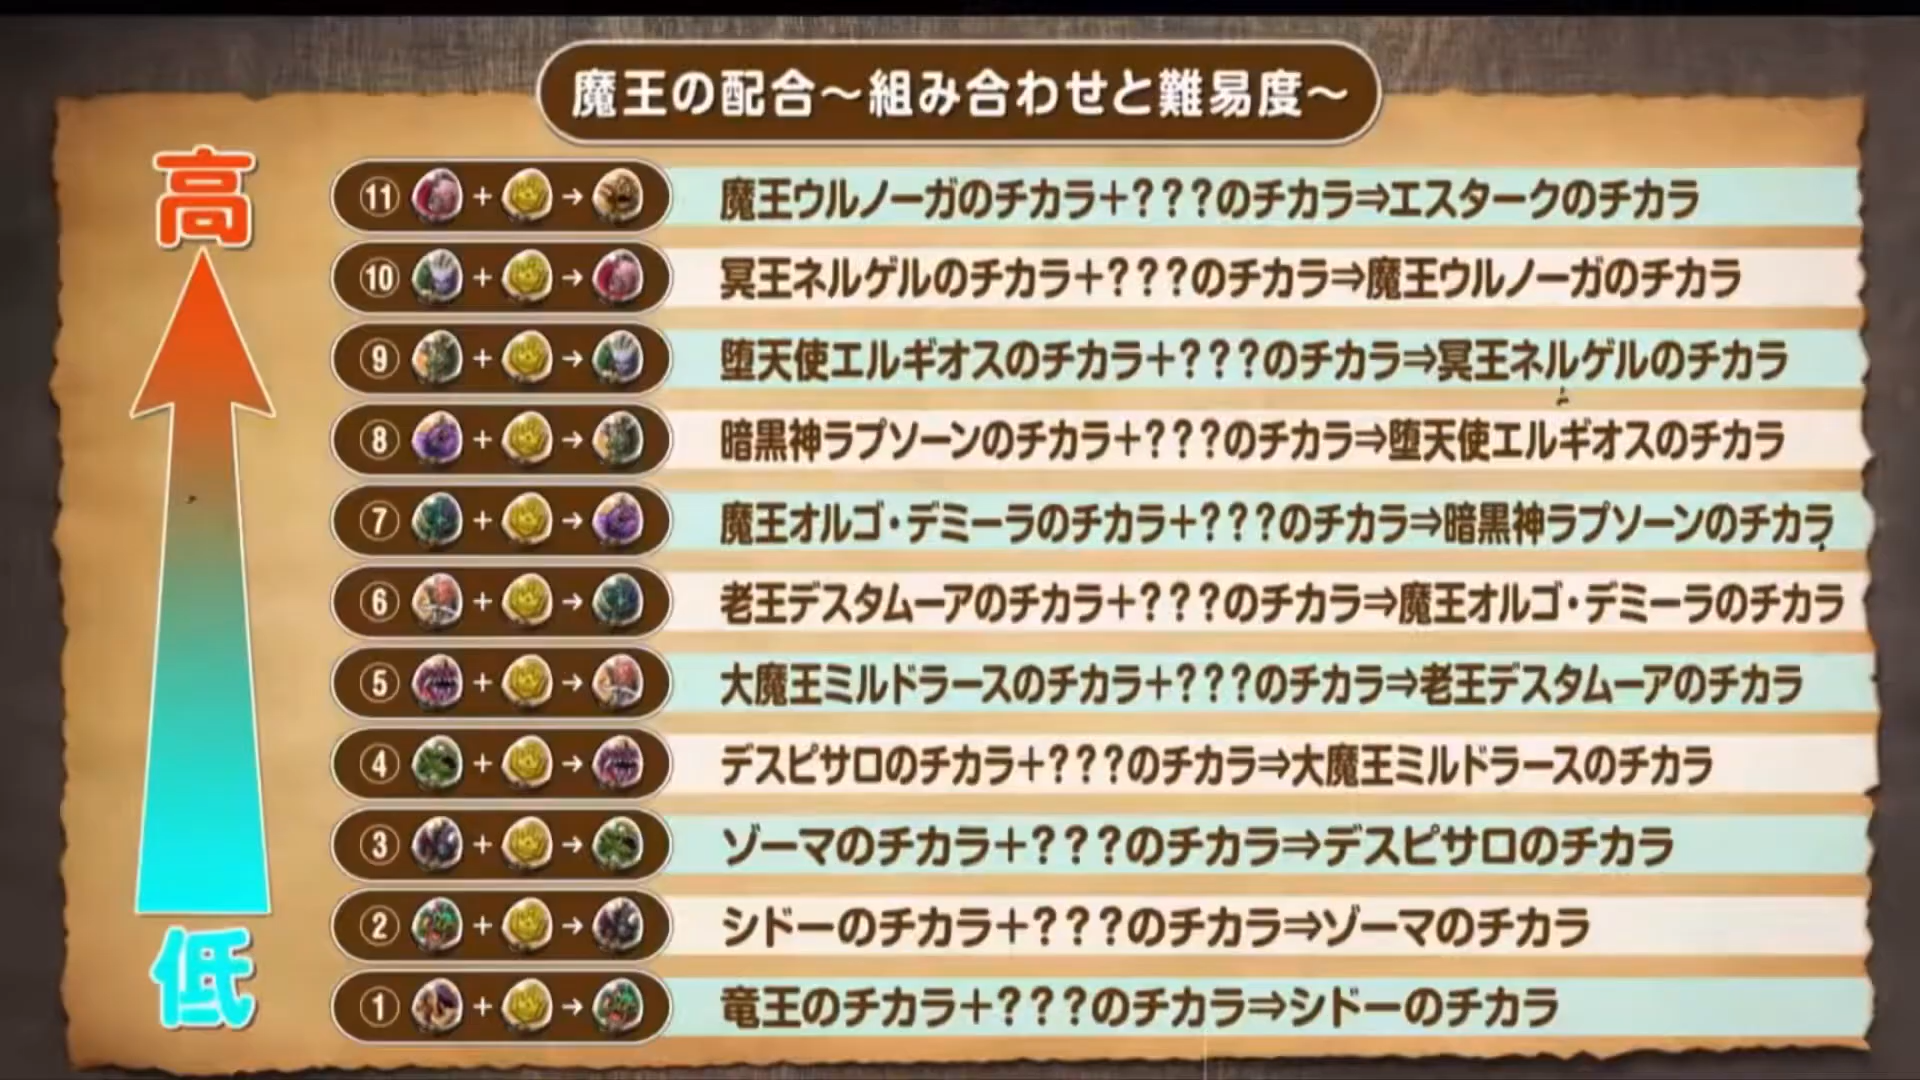 魔王の配合～組み合わせと難易度～
高
⑪ + → 魔王ウルノーガのチカラ+???のチカラ⇒エスタークのチカラ
⑩ + → 冥王ネルゲルのチカラ+???のチカラ⇒魔王ウルノーガのチカラ
⑨ + → 堕天使エルギオスのチカラ+???のチカラ⇒冥王ネルゲルのチカラ
⑧ + → 暗黒神ラプソーンのチカラ+???のチカラ⇒堕天使エルギオスのチカラ
⑦ + → 魔王オルゴ・デミーラのチカラ+???のチカラ⇒暗黒神ラプソーンのチカラ
⑥ + → 老王デスタムーアのチカラ+???のチカラ⇒魔王オルゴ・デミーラのチカラ
⑤ + → 大魔王ミルドラースのチカラ+???のチカラ⇒老王デスタムーアのチカラ
④ + → デスピサロのチカラ+???のチカラ⇒大魔王ミルドラースのチカラ
③ + → ゾーマのチカラ+???のチカラ⇒デスピサロのチカラ
② + → シドーのチカラ+???のチカラ⇒ゾーマのチカラ
① + → 竜王のチカラ+???のチカラ⇒シドーのチカラ
低